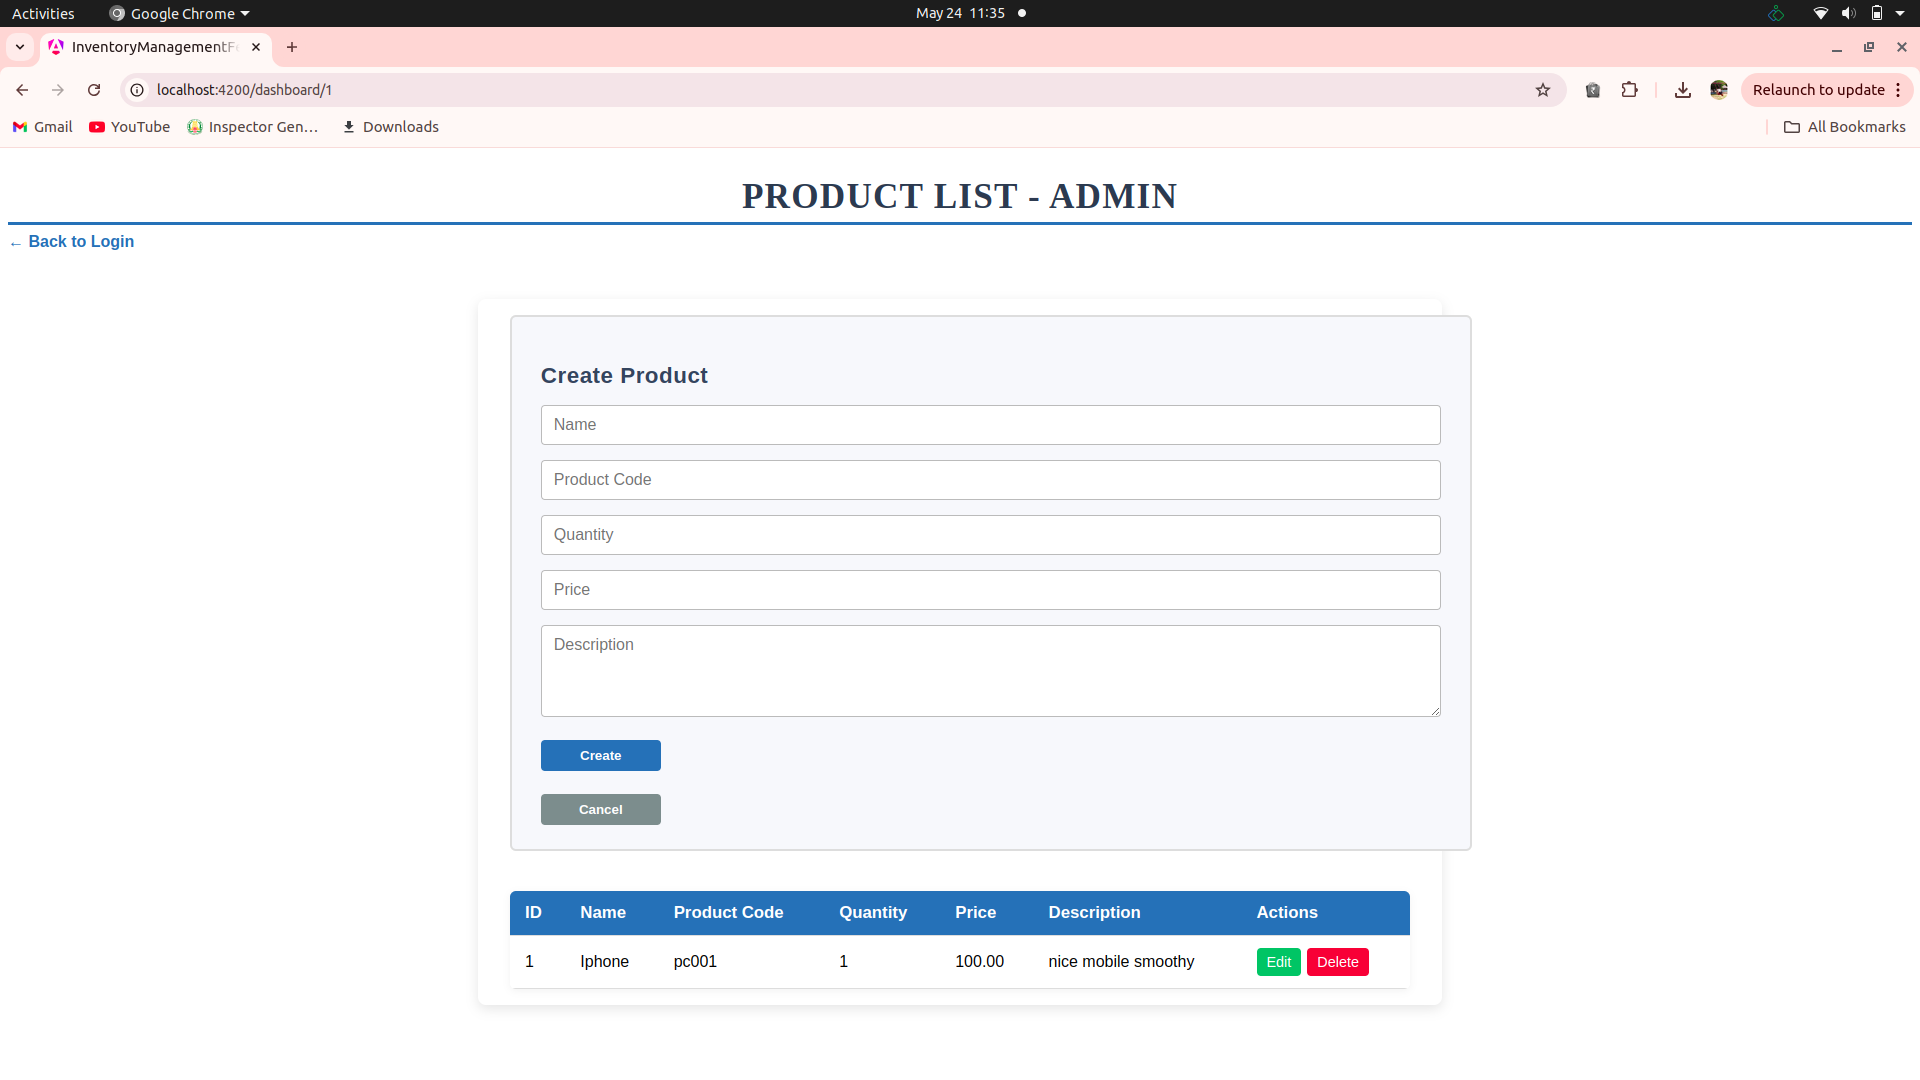 Activities Google Chrome May 24 11:35
InventoryManagementF
localhost:4200/dashboard/1 Relaunch to update
Gmail YouTube Inspector Gen... Downloads All Bookmarks
PRODUCT LIST - ADMIN
← Back to Login
Create Product
Name
Product Code
Quantity
Price
Description
Create
Cancel
ID Name Product Code Quantity Price Description Actions
1 Iphone pc001 1 100.00 nice mobile smoothy Edit Delete